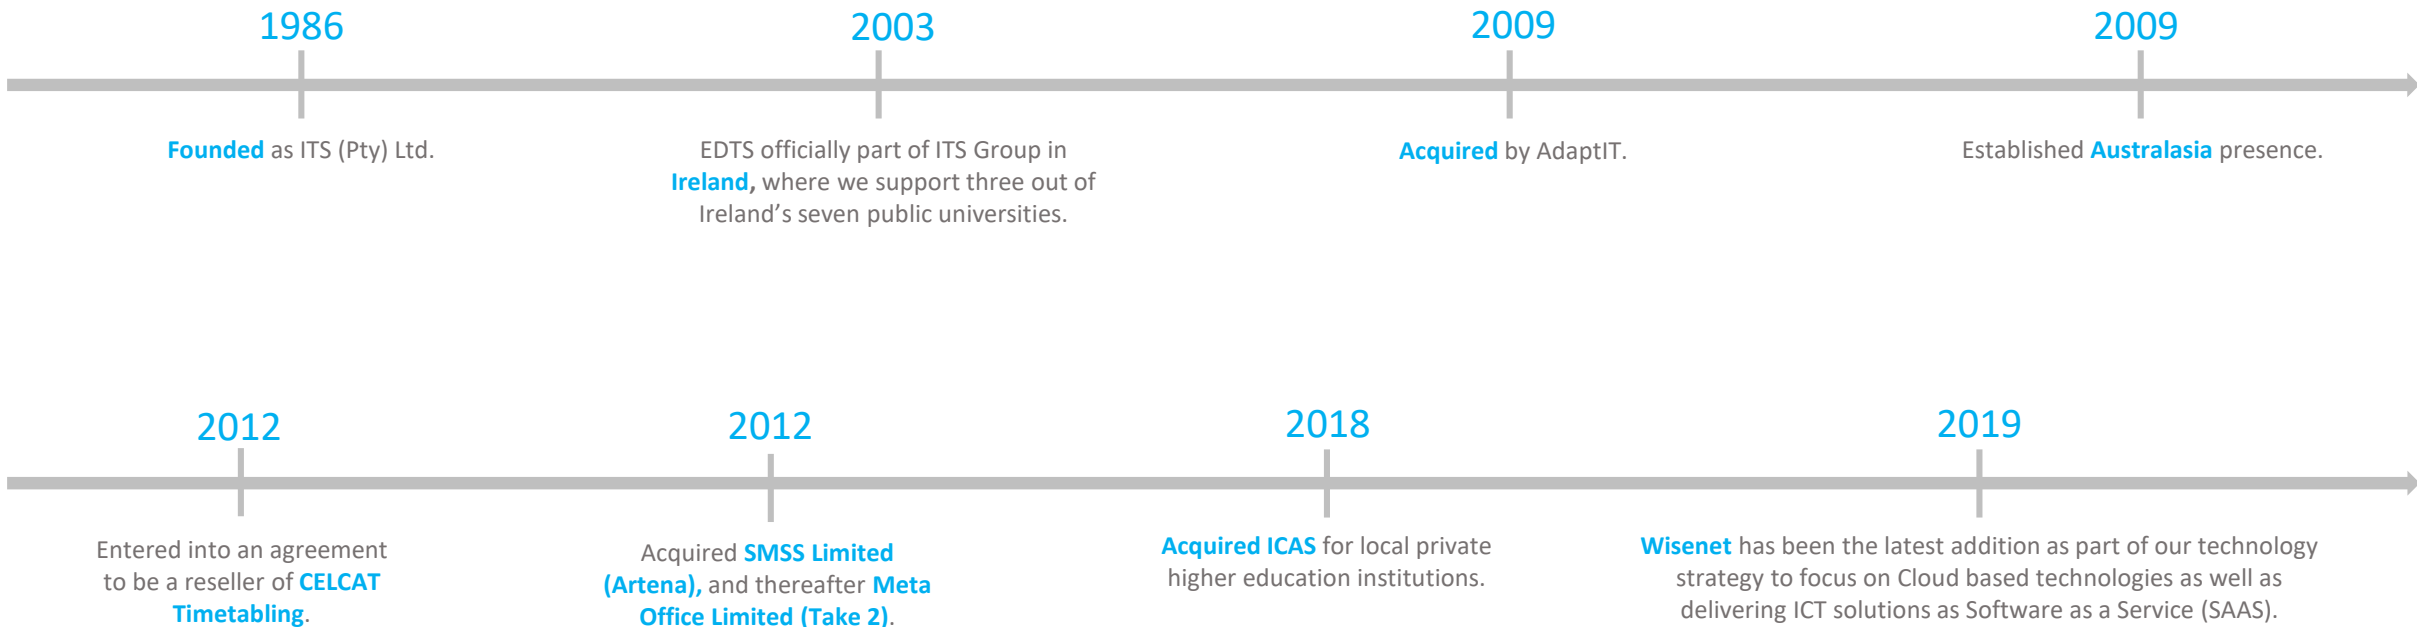 1986
2003
2009
2009
Founded as ITS (Pty) Ltd.
EDTS officially part of ITS Group in
Ireland, where we support three out of
Ireland’s seven public universities.
Acquired by AdaptIT.
Established Australasia presence.
2012
2012
2018
2019
Entered into an agreement
to be a reseller of CELCAT
Timetabling.
Acquired SMSS Limited
(Artena), and thereafter Meta
Office Limited (Take 2).
Acquired ICAS for local private
higher education institutions.
Wisenet has been the latest addition as part of our technology
strategy to focus on Cloud based technologies as well as
delivering ICT solutions as Software as a Service (SAAS).